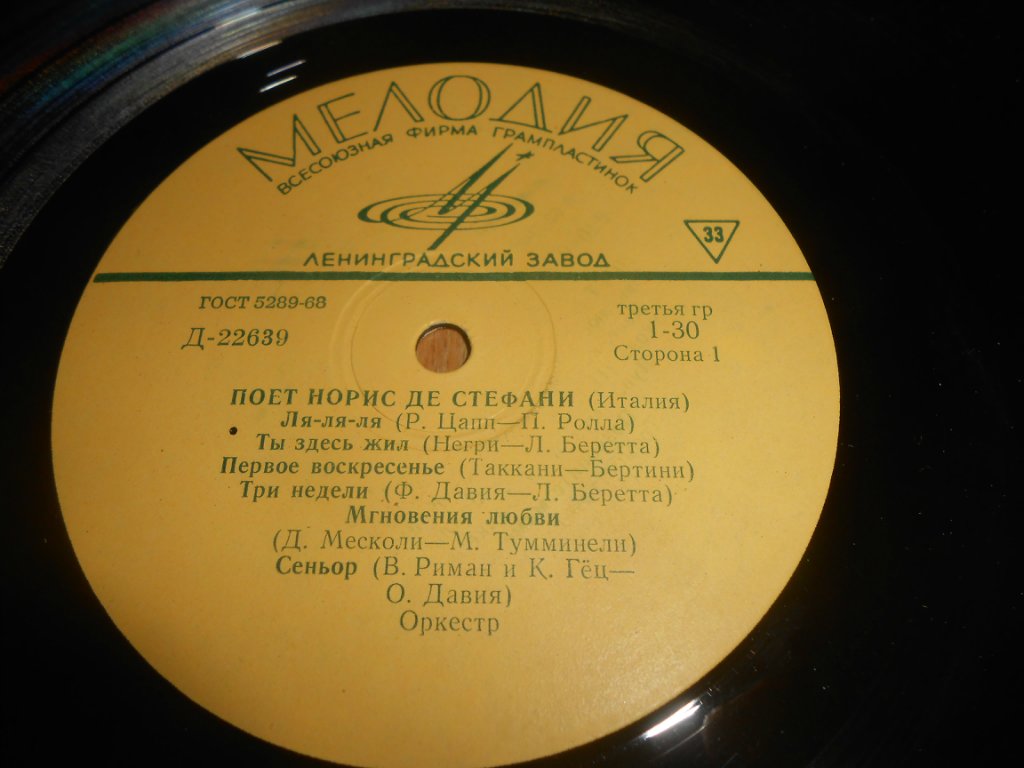 МЕЛОДИЯ
ВСЕСОЮЗНАЯ ФИРМА ГРАМПЛАСТИНОК
ЛЕНИНГРАДСКИЙ ЗАВОД
33
ГОСТ 5289-68
Д-22639
третья гр
1-30
Сторона 1
ПОЕТ НОРИС ДЕ СТЕФАНИ (Италия)
Ля-ля-ля (Р. Цапп—П. Ролла)
Ты здесь жил (Негри—Л. Беретта)
Первое воскресенье (Таккани—Бертини)
Три недели (Ф. Давия—Л. Беретта)
Мгновения любви
(Д. Месколи—М. Тумминели)
Сеньор (В. Риман и К. Гёц—
О. Давия)
Оркестр